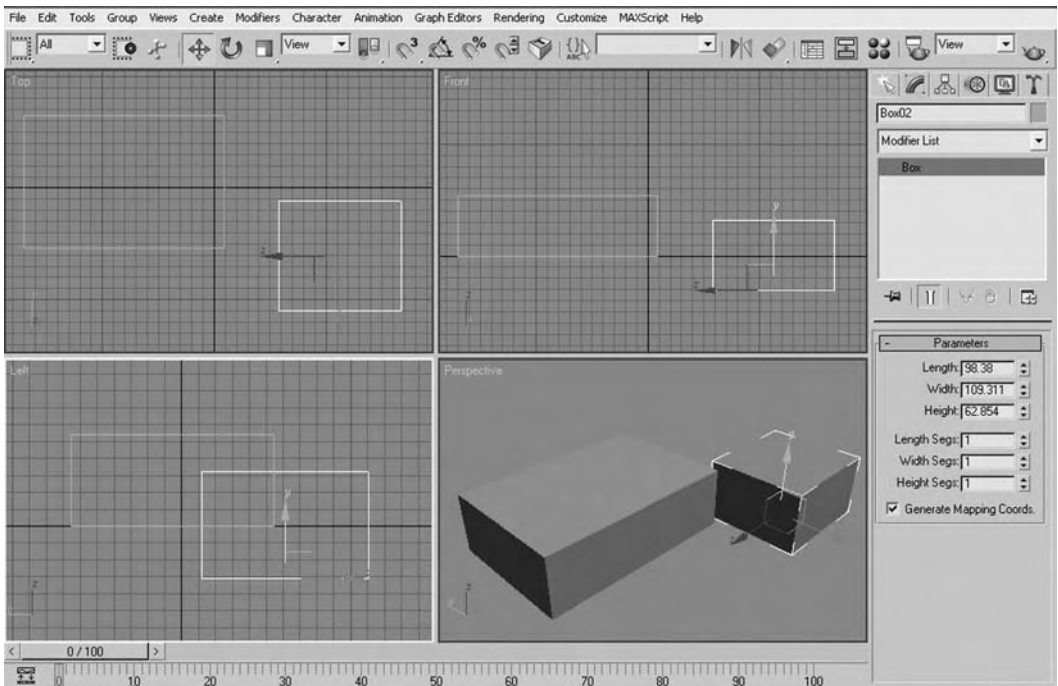 File Edit Tools Group Views Create Modifiers Character Animation Graph Editors Rendering Customize MAXScript Help
All View ABC View
Top
Front
Left
Perspective
y
z
z
y
z
z
y
z
y
z
Box02
Modifier List
Box
- Parameters
Length: 98.38
Width: 109.311
Height: 62.854
Length Segs: 1
Width Segs: 1
Height Segs: 1
Generate Mapping Coords.
< 0 / 100 >
0 10 20 30 40 50 60 70 80 90 100